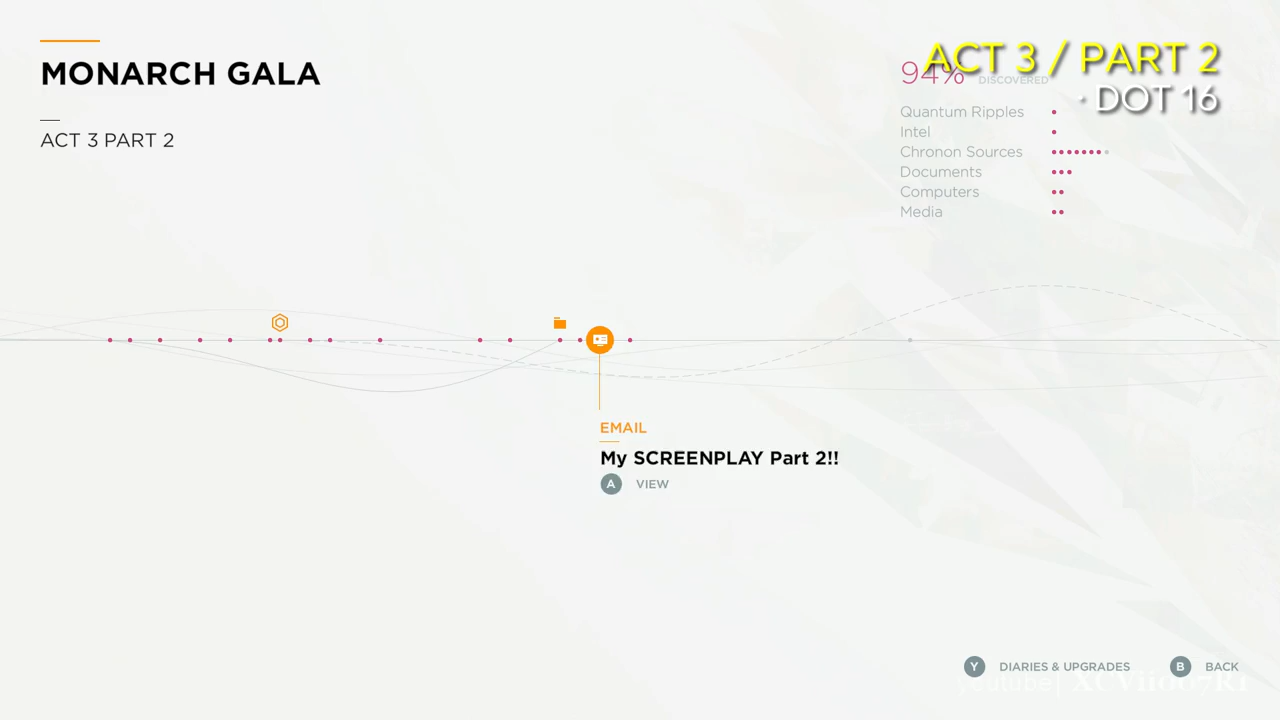 MONARCH GALA
ACT 3 PART 2
ACT 3 / PART 2
· DOT 16
94% DISCOVERED
Quantum Ripples
Intel
Chronon Sources
Documents
Computers
Media
EMAIL
My SCREENPLAY Part 2!!
A VIEW
Y DIARIES & UPGRADES
B BACK
youtube|